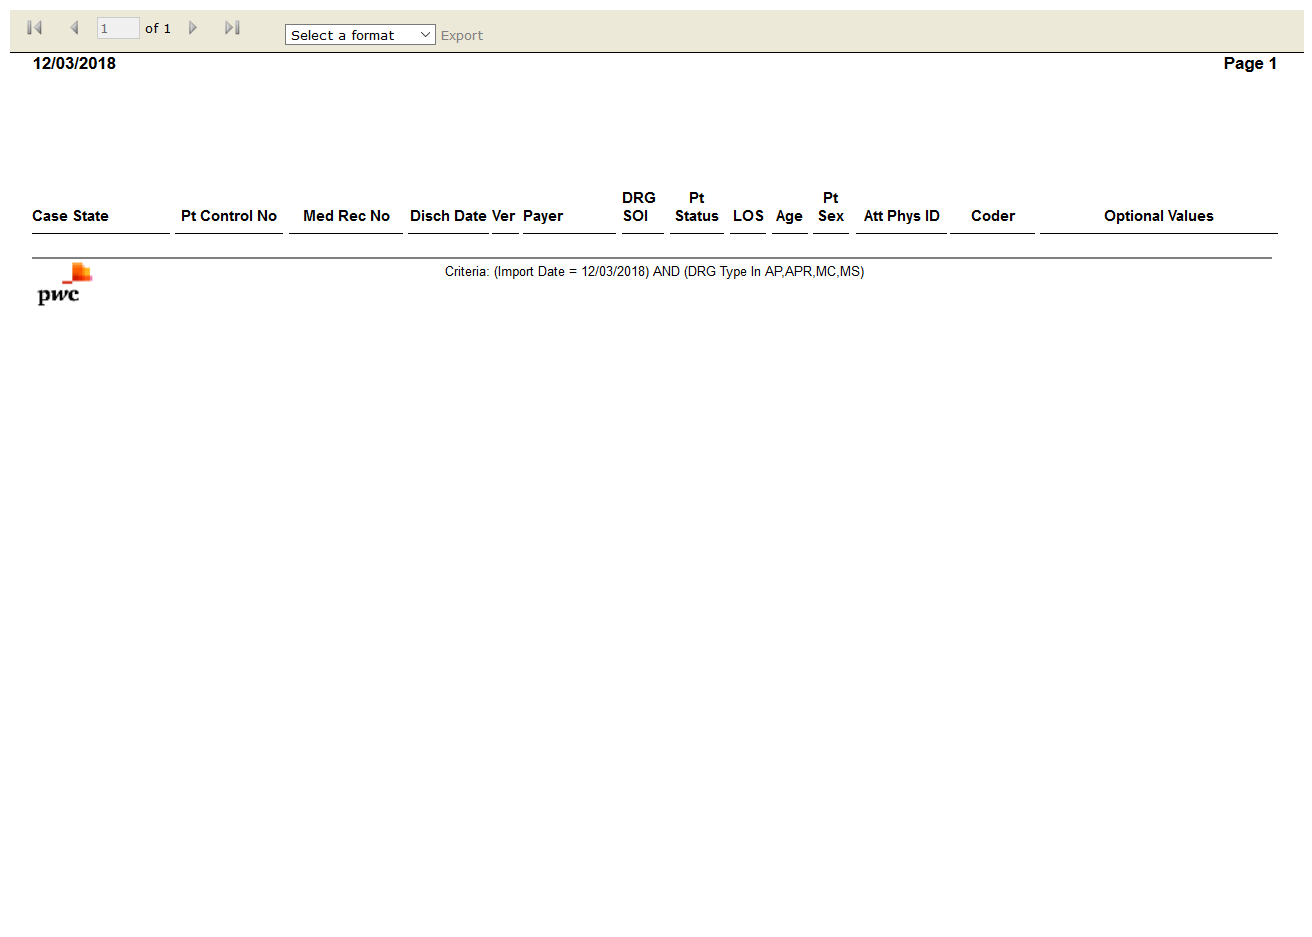 1 of 1 Select a format Export
12/03/2018 Page 1
DRG Pt Pt
Case State Pt Control No Med Rec No Disch Date Ver Payer SOI Status LOS Age Sex Att Phys ID Coder Optional Values
Criteria: (Import Date = 12/03/2018) AND (DRG Type In AP,APR,MC,MS)
pwc